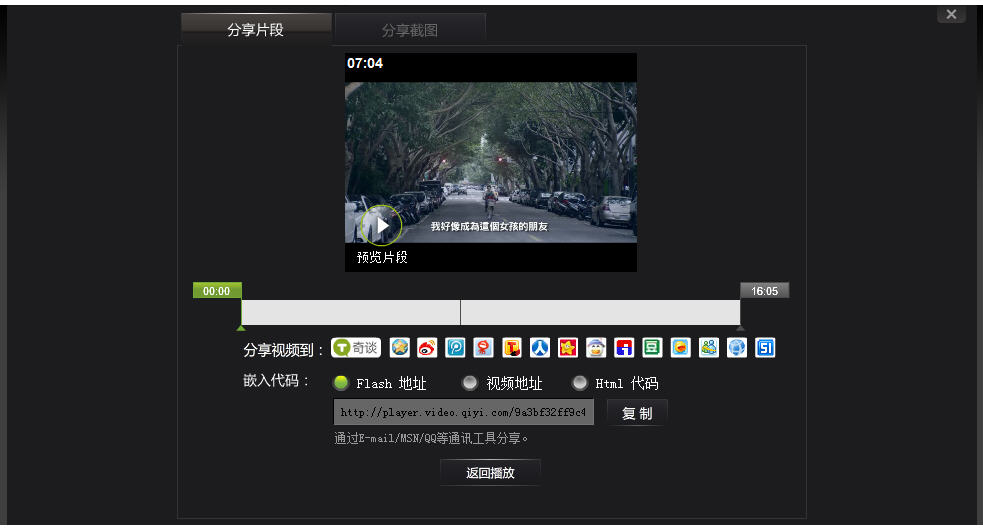 分享片段
分享截图
07:04
我好像成為這個女孩的朋友
预览片段
00:00
16:05
分享视频到：
奇谈
嵌入代码：
Flash 地址
视频地址
Html 代码
http://player.video.qiyi.com/9a3bf32ff9c4
复制
通过E-mail/MSN/QQ等通讯工具分享。
返回播放